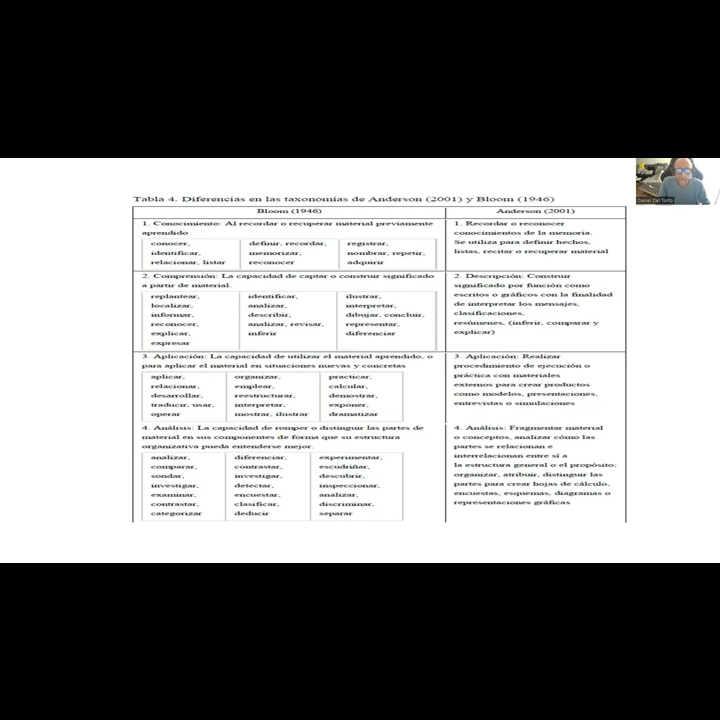 Daniel Del Torto
Tabla 4. Diferencias en las taxonomías de Anderson (2001) y Bloom (1946)
Bloom (1946)
1. Conocimiento: Al recordar o recuperar material previamente
aprendido
conocer,
identificar,
relacionar, listar
definir, recordar,
memorizar,
reconocer
registrar,
nombrar, repetir,
adquirir
Anderson (2001)
1. Recordar o reconocer
conocimientos de la memoria.
Se utiliza para definir hechos,
listas, recitar o recuperar material
2. Comprensión: La capacidad de captar o construir significado
a partir de material.
replantear,
localizar,
informar,
reconocer,
explicar,
expresar
identificar,
analizar,
describir,
analizar, revisar,
inferir
ilustrar,
interpretar,
dibujar, concluir,
representar,
diferenciar
2. Descripción: Construir
significado por función como
escritos o gráficos con la finalidad
de interpretar los mensajes,
clasificaciones,
resúmenes, (inferir, comparar y
explicar)
3. Aplicación: La capacidad de utilizar el material aprendido, o
para aplicar el material en situaciones nuevas y concretas
aplicar,
relacionar,
desarrollar,
traducir, usar,
operar
organizar,
emplear,
reestructurar,
interpretar,
mostrar, ilustrar
practicar,
calcular,
demostrar,
exponer,
dramatizar
3. Aplicación: Realizar
procedimiento de ejecución o
práctica con materiales
externos para crear productos
como modelos, presentaciones,
entrevistas o simulaciones
4. Análisis: La capacidad de romper o distinguir las partes de
material en sus componentes de forma que su estructura
organizativa pueda entenderse mejor.
analizar,
comparar,
sondar,
investigar,
examinar,
contrastar,
categorizar
diferenciar,
contrastar,
investigar,
detectar,
encuestar,
clasificar,
deducir
experimentar,
escudriñar,
descubrir,
inspeccionar,
analizar,
discriminar,
separar
4. Análisis: Fragmentar material
o conceptos, analizar cómo las
partes se relacionan e
interrelacionan entre sí a
la estructura general o el propósito;
organizar, atribuir, distinguir las
partes para crear hojas de cálculo,
encuestas, esquemas, diagramas o
representaciones gráficas